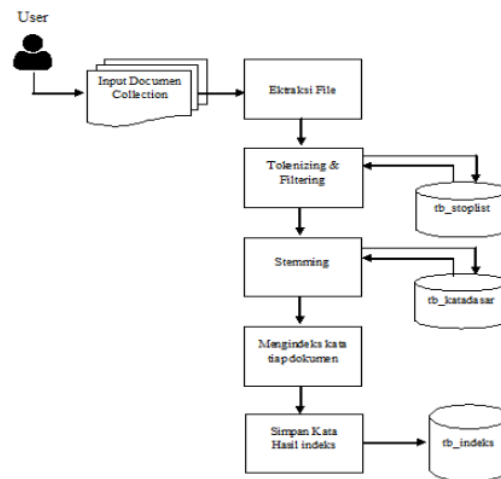 User
Input Documen
Collection
Ektraksi File
Tokenizing &
Filtering
tb_stoplist
Stemming
tb_katadasar
Mengindeks kata
tiap dokumen
Simpan Kata
Hasil indeks
tb_indeks